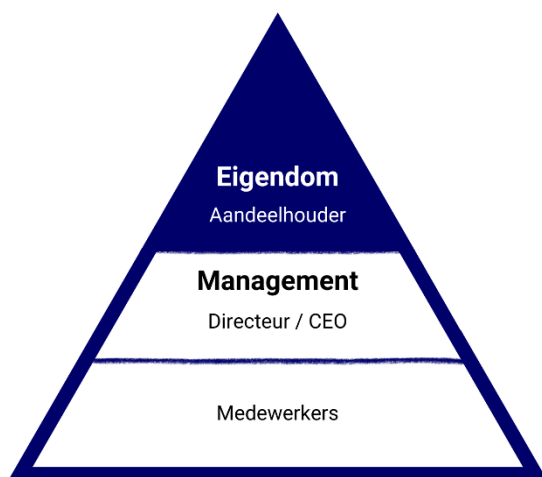 Eigendom
Aandeelhouder
Management
Directeur / CEO
Medewerkers